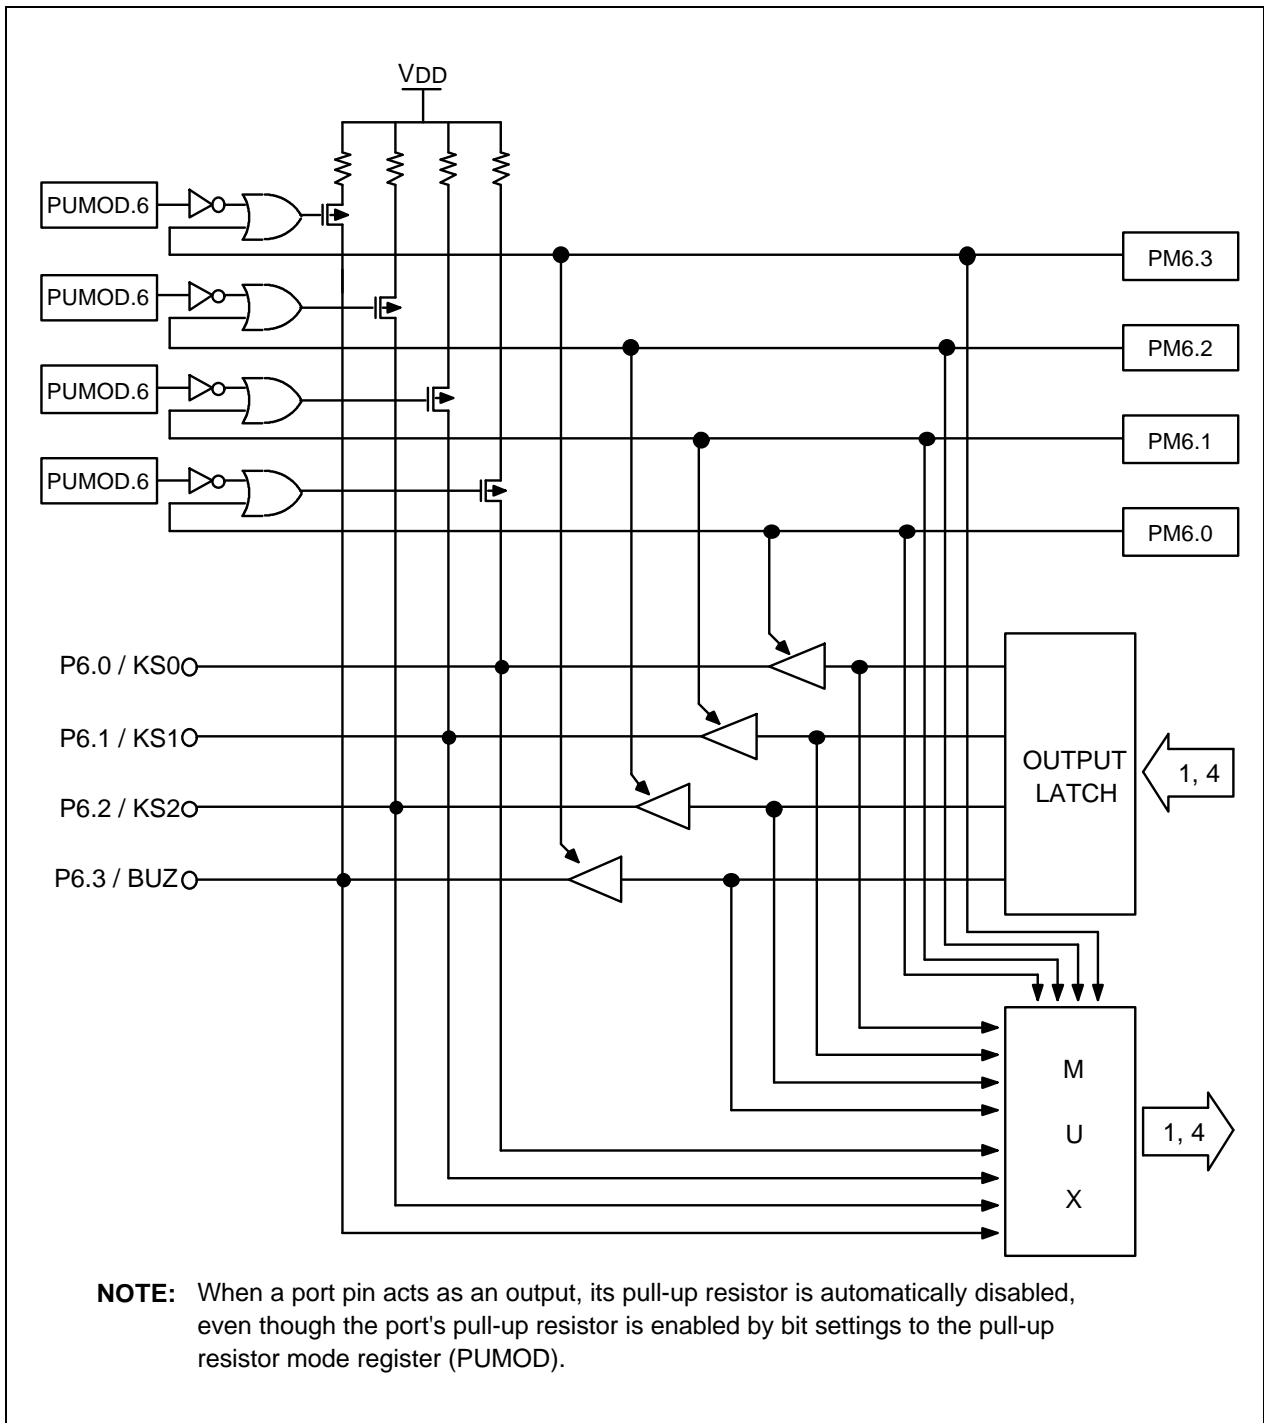 VDD
PUMOD.6
PM6.3
PUMOD.6
PM6.2
PUMOD.6
PM6.1
PUMOD.6
PM6.0
P6.0 / KS0
P6.1 / KS1
OUTPUT
LATCH
1, 4
P6.2 / KS2
P6.3 / BUZ
M
U
X
1, 4
NOTE: When a port pin acts as an output, its pull-up resistor is automatically disabled,
even though the port's pull-up resistor is enabled by bit settings to the pull-up
resistor mode register (PUMOD).